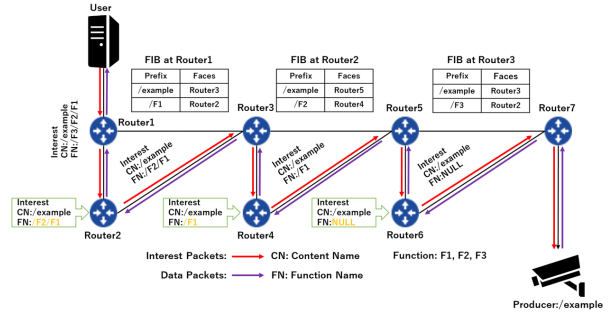 User
FIB at Router1
Prefix Faces
/example Router3
/F1 Router2
FIB at Router2
Prefix Faces
/example Router5
/F2 Router4
FIB at Router3
Prefix Faces
/example Router3
/F3 Router2
Interest
CN:/example
FN:/F3/F2/F1
Router1
Router3
Router5
Router7
Interest
CN:/example
FN:/F2/F1
Interest
CN:/example
FN:/F1
Interest
CN:/example
FN:NULL
Interest
CN:/example
FN:/F2/F1
Router2
Interest
CN:/example
FN:/F1
Router4
Interest
CN:/example
FN:NULL
Router6
Interest Packets: CN: Content Name
Function: F1, F2, F3
Data Packets: FN: Function Name
Producer:/example